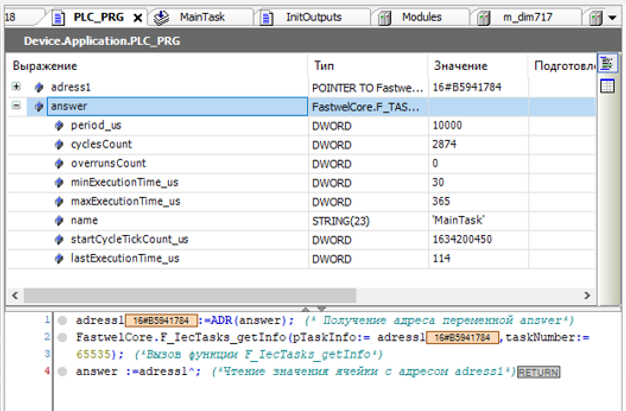 18 PLC_PRG MainTask InitOutputs Modules m_dim717
Device.Application.PLC_PRG
Выражение Тип Значение Подготовле
adress1 POINTER TO Fastwe... 16#B5941784
answer FastwelCore.F_TAS...
period_us DWORD 10000
cyclesCount DWORD 2874
overrunsCount DWORD 0
minExecutionTime_us DWORD 30
maxExecutionTime_us DWORD 365
name STRING(23) 'MainTask'
startCycleTickCount_us DWORD 1634200450
lastExecutionTime_us DWORD 114
1 adress1 16#B5941784 :=ADR(answer); (* Получение адреса переменной answer*)
2 FastwelCore.F_IecTasks_getInfo(pTaskInfo:= adress1 16#B5941784 ,taskNumber:=
3 65535); (*Вызов функции F_IecTasks_getInfo*)
4 answer :=adress1^; (*Чтение значения ячейки с адресом adress1*) RETURN